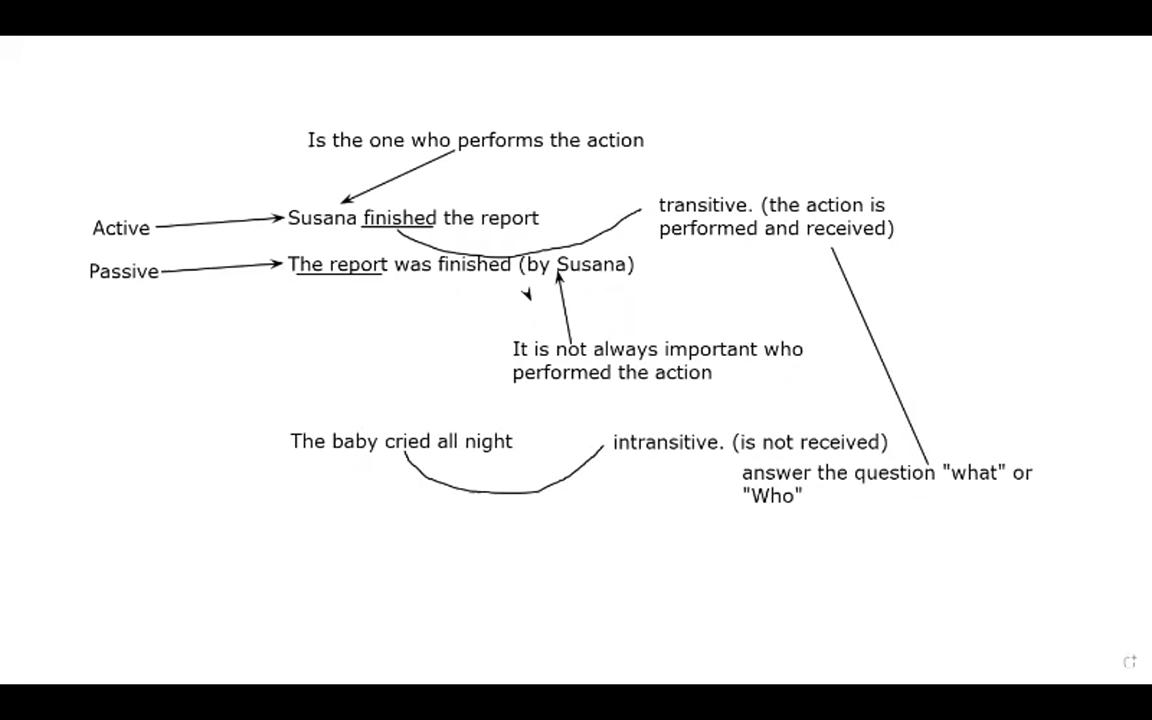 Is the one who performs the action
Active
Susana finished the report
transitive. (the action is
performed and received)
Passive
The report was finished (by Susana)
It is not always important who
performed the action
The baby cried all night
intransitive. (is not received)
answer the question "what" or
"Who"